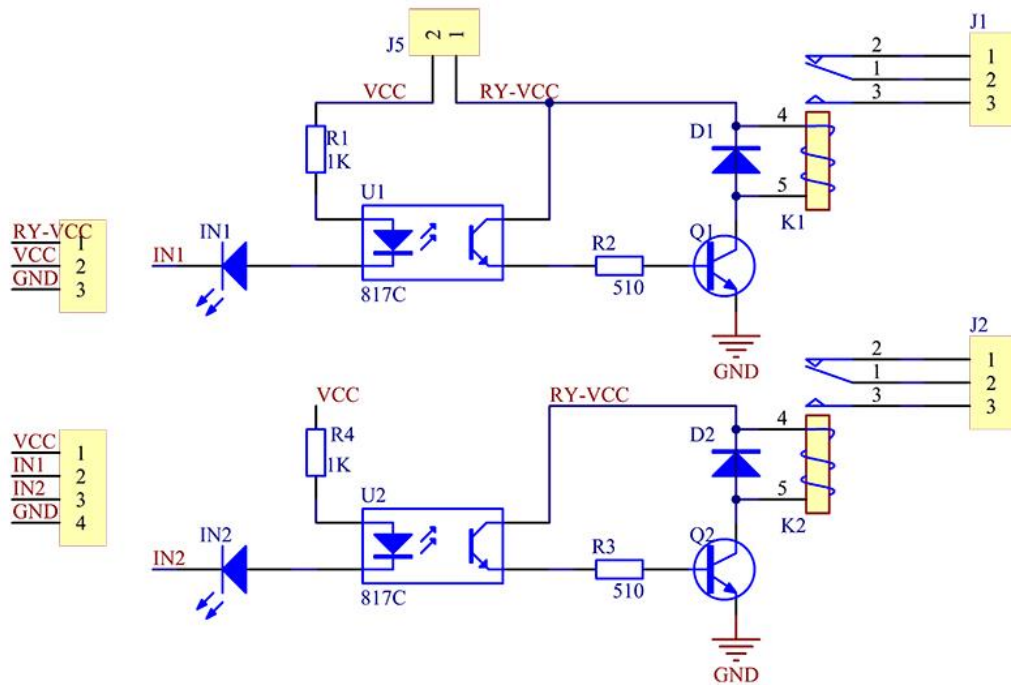 J5
2 1
J1
VCC
RY-VCC
2
1
1
2
3
3
R1
1K
D1
4
U1
5
K1
RY-VCC
1
VCC
2
GND
3
IN1
IN1
817C
R2
510
Q1
GND
J2
2
1
1
2
3
3
VCC
RY-VCC
R4
1K
D2
4
U2
5
K2
VCC
1
IN1
2
IN2
3
GND
4
IN2
IN2
817C
R3
510
Q2
GND